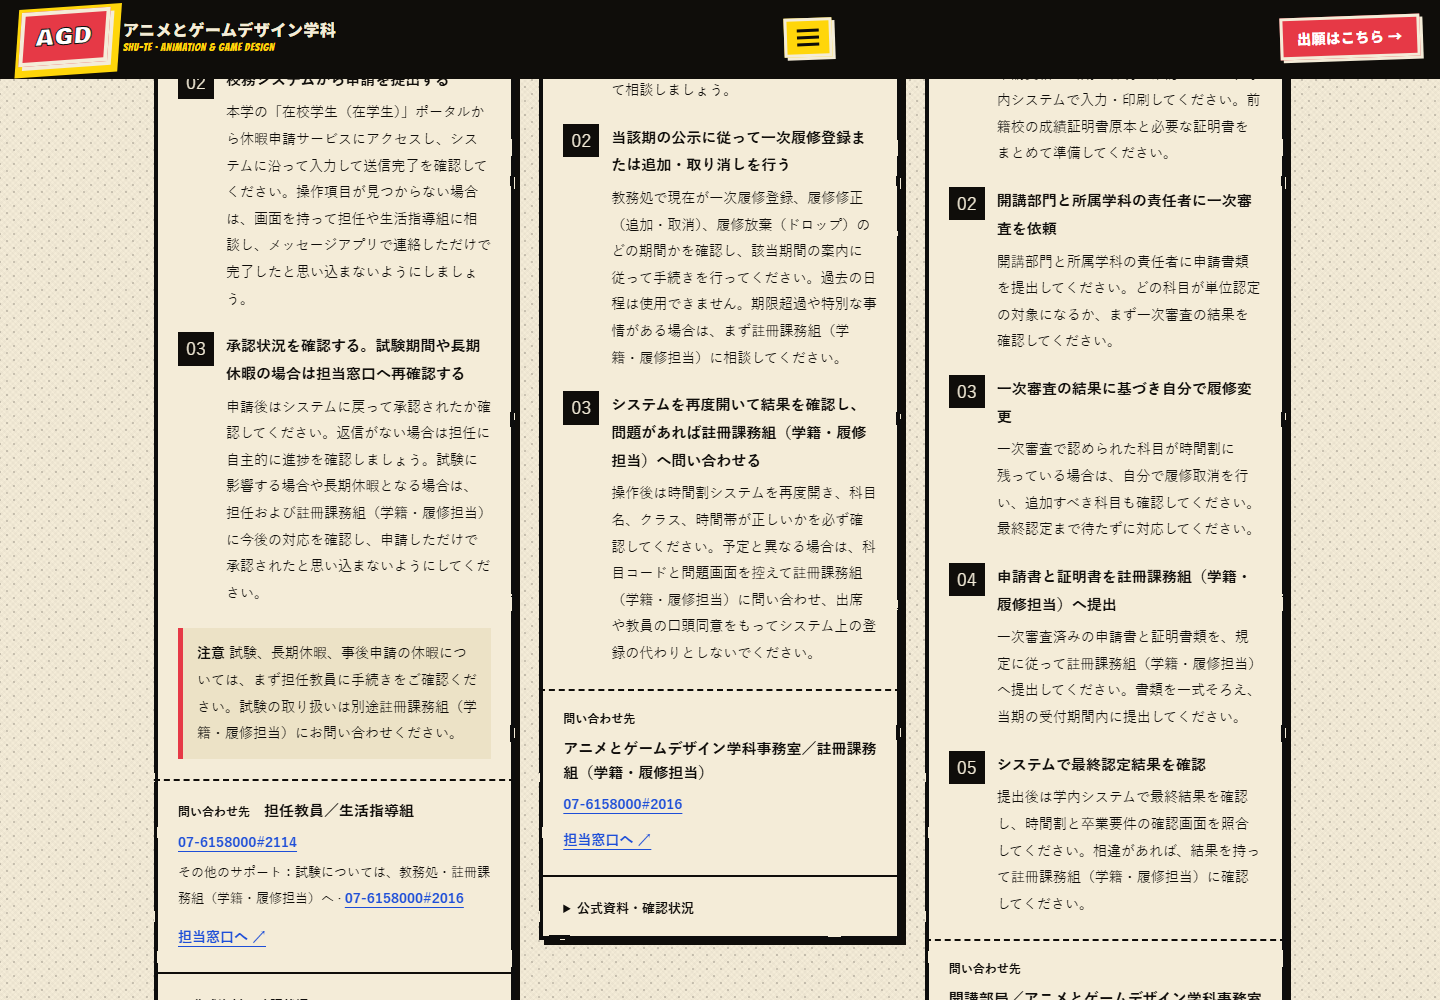 AGD
アニメとゲームデザイン学科
SHU-TE · ANIMATION & GAME DESIGN
出願はこちら →
02
校務システムから申請を提出する
本学の「在校学生（在学生）」ポータルか
ら休暇申請サービスにアクセスし、シス
テムに沿って入力して送信完了を確認して
ください。操作項目が見つからない場合
は、画面を持って担任や生活指導組に相
談し、メッセージアプリで連絡しただけで
完了したと思い込まないようにしましょ
う。
03
承認状況を確認する。試験期間や長期
休暇の場合は担当窓口へ再確認する
申請後はシステムに戻って承認されたか確
認してください。返信がない場合は担任に
自主的に進捗を確認しましょう。試験に
影響する場合や長期休暇となる場合は、
担任および註冊課務組（学籍・履修担当）
に今後の対応を確認し、申請しただけで
承認されたと思い込まないようにしてくだ
さい。
注意 試験、長期休暇、事後申請の休暇につ
いては、まず担任教員に手続きをご確認くだ
さい。試験の取り扱いは別途註冊課務組（学
籍・履修担当）にお問い合わせください。
問い合わせ先 担任教員／生活指導組
07-6158000#2114
その他のサポート：試験については、教務処・註冊課
務組（学籍・履修担当）へ · 07-6158000#2016
担当窓口へ ↗
て相談しましょう。
02
当該期の公示に従って一次履修登録ま
たは追加・取り消しを行う
教務処で現在が一次履修登録、履修修正
（追加・取消）、履修放棄（ドロップ）の
どの期間かを確認し、該当期間の案内に
従って手続きを行ってください。過去の日
程は使用できません。期限超過や特別な事
情がある場合は、まず註冊課務組（学
籍・履修担当）に相談してください。
03
システムを再度開いて結果を確認し、
問題があれば註冊課務組（学籍・履修
担当）へ問い合わせる
操作後は時間割システムを再度開き、科目
名、クラス、時間帯が正しいかを必ず確
認してください。予定と異なる場合は、科
目コードと問題画面を控えて註冊課務組
（学籍・履修担当）に問い合わせ、出席
や教員の口頭同意をもってシステム上の登
録の代わりとしないでください。
問い合わせ先
アニメとゲームデザイン学科事務室／註冊課務
組（学籍・履修担当）
07-6158000#2016
担当窓口へ ↗
▶ 公式資料・確認状況
内システムで入力・印刷してください。前
籍校の成績証明書原本と必要な証明書を
まとめて準備してください。
02
開講部門と所属学科の責任者に一次審
査を依頼
開講部門と所属学科の責任者に申請書類
を提出してください。どの科目が単位認定
の対象になるか、まず一次審査の結果を
確認してください。
03
一次審査の結果に基づき自分で履修変
更
一次審査で認められた科目が時間割に
残っている場合は、自分で履修取消を行
い、追加すべき科目も確認してください。
最終認定まで待たずに対応してください。
04
申請書と証明書を註冊課務組（学籍・
履修担当）へ提出
一次審査済みの申請書と証明書類を、規
定に従って註冊課務組（学籍・履修担当）
へ提出してください。書類を一式そろえ、
当期の受付期間内に提出してください。
05
システムで最終認定結果を確認
提出後は学内システムで最終結果を確認
し、時間割と卒業要件の確認画面を照合
してください。相違があれば、結果を持っ
て註冊課務組（学籍・履修担当）に確認
してください。
問い合わせ先
開講部局／アニメとゲームデザイン学科事務室